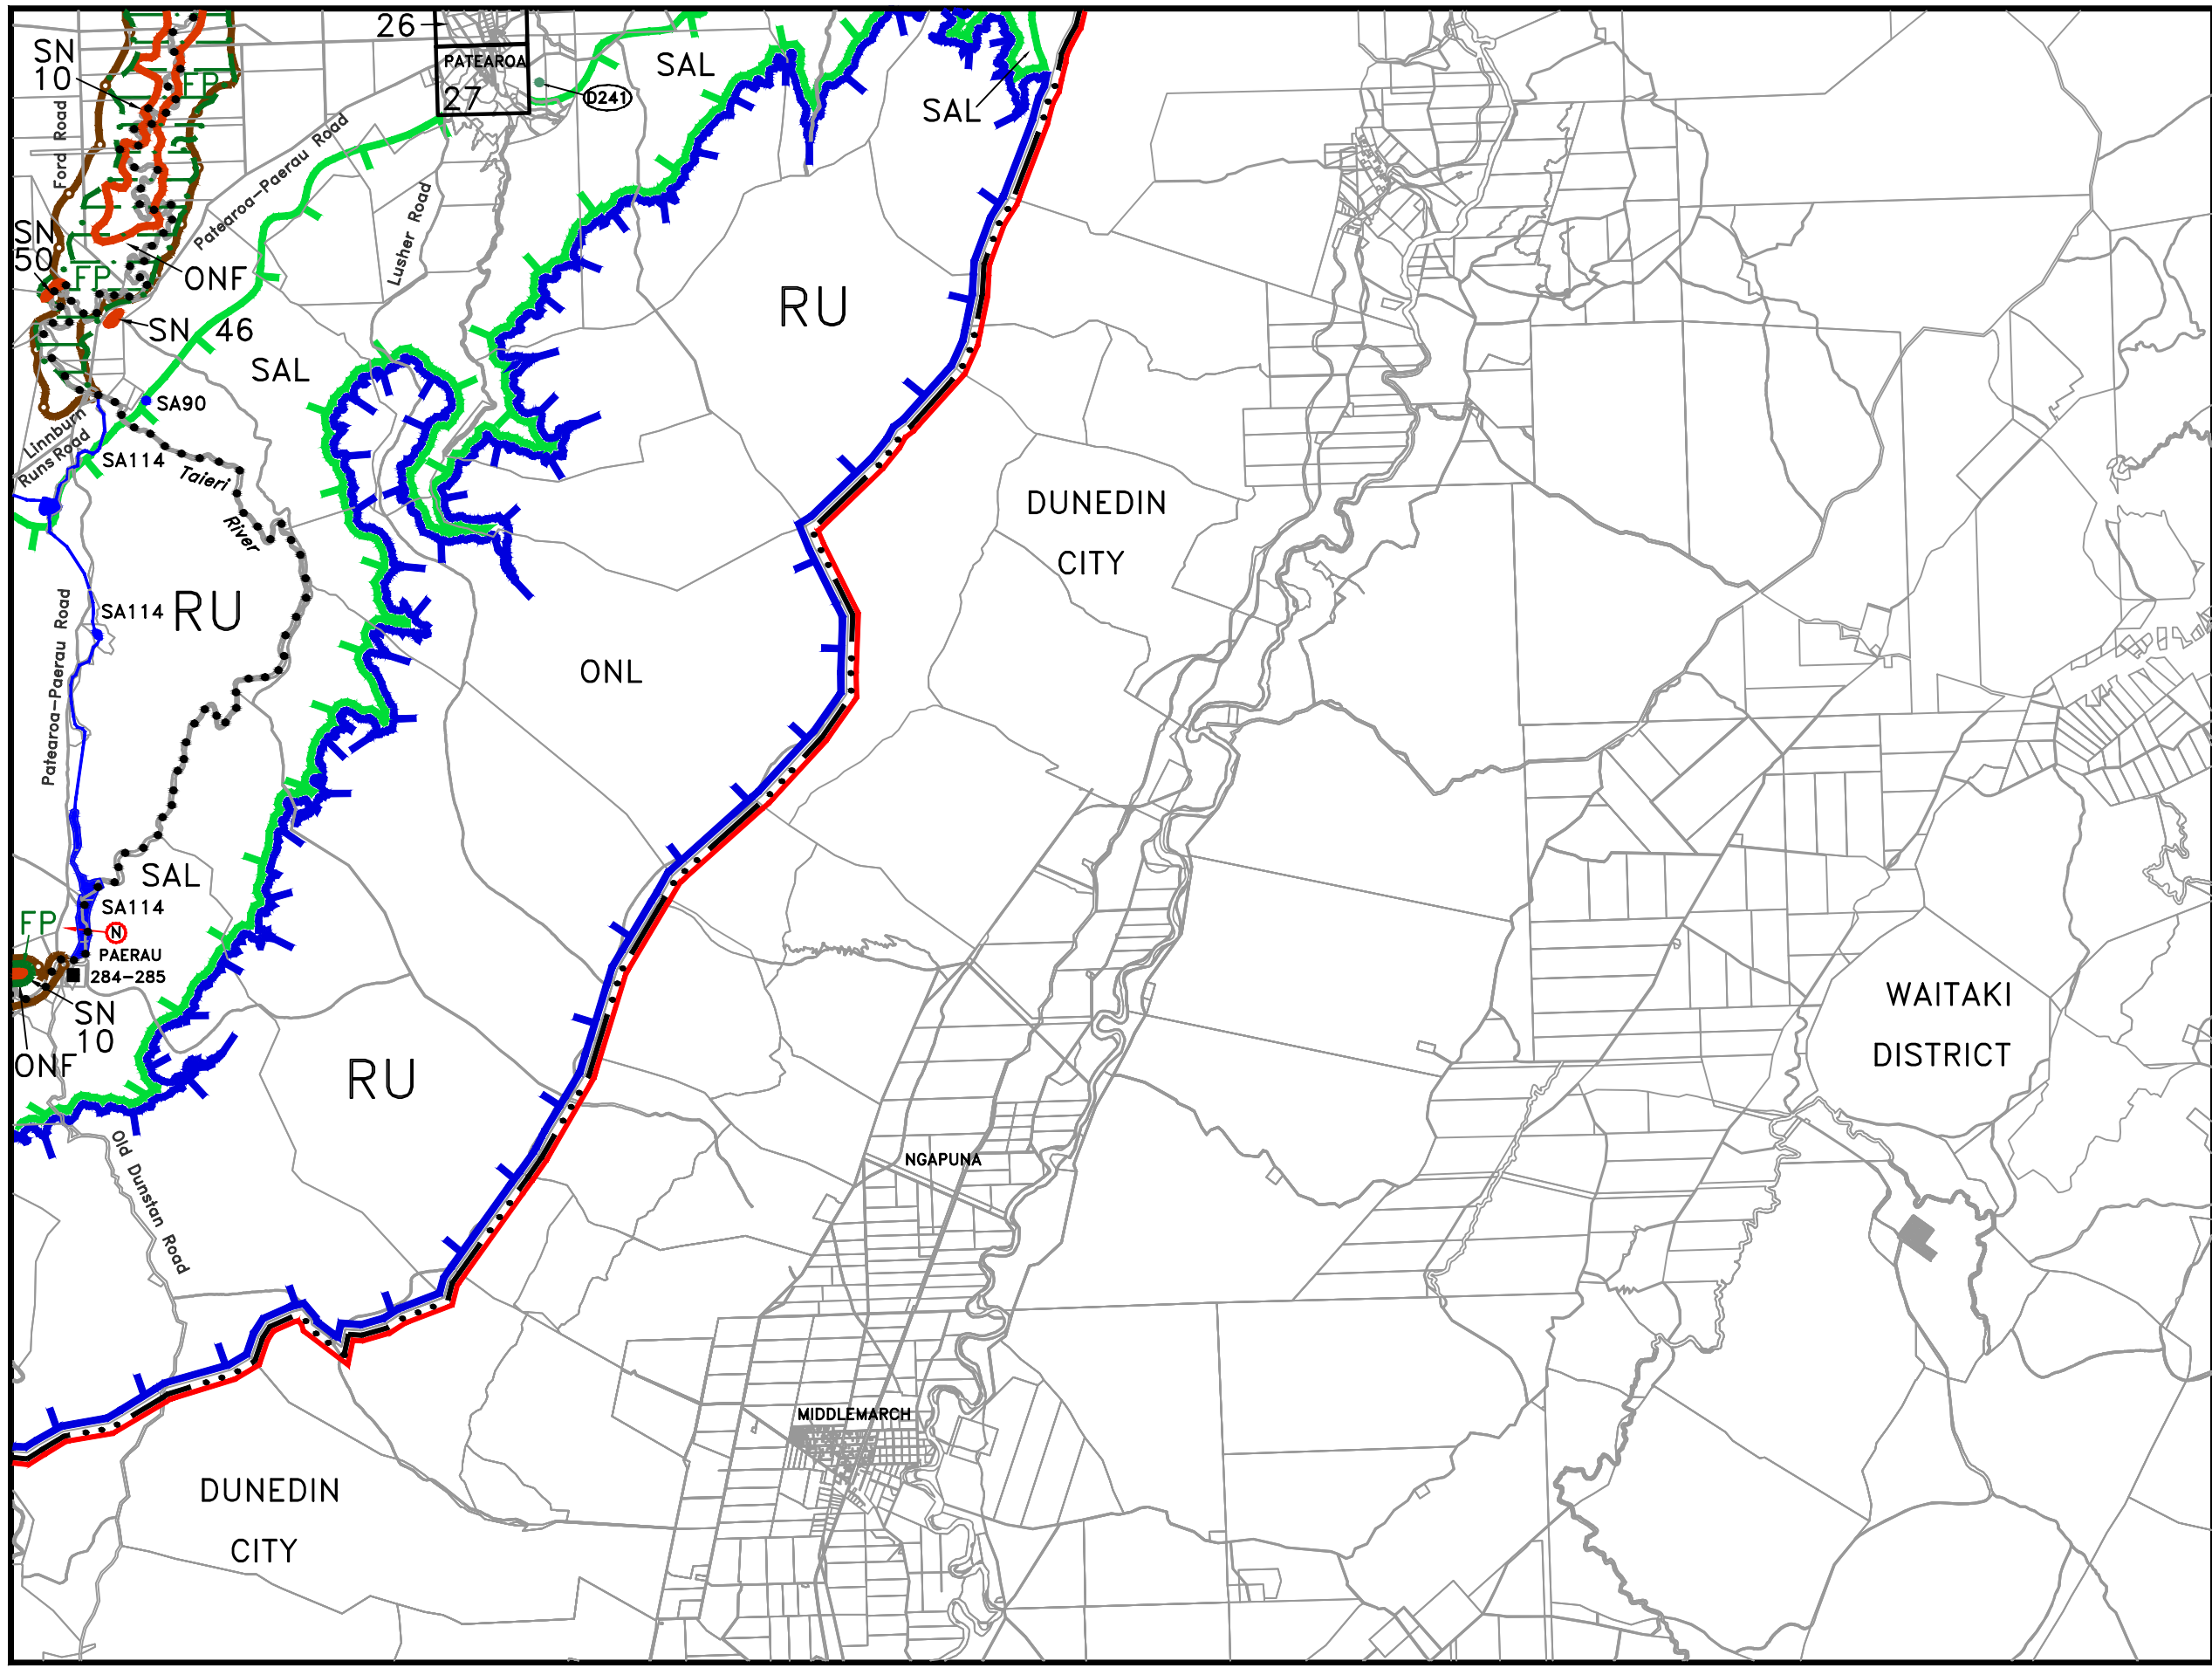 26
PATEAROA
27
D241
SAL
SAL
SN
10
FP
Ford Road
Patearoa-Paerau Road
Lusher Road
SN
50
FP
ONF
SN 46
SAL
RU
SA90
Linnburn
Runs Road
SA114
Taieri
River
DUNEDIN
CITY
SA114
RU
Patearoa-Paerau Road
ONL
SAL
SA114
FP
N
PAERAU
284-285
SN
10
ONF
RU
WAITAKI
DISTRICT
Old Dunstan Road
NGAPUNA
MIDDLEMARCH
DUNEDIN
CITY